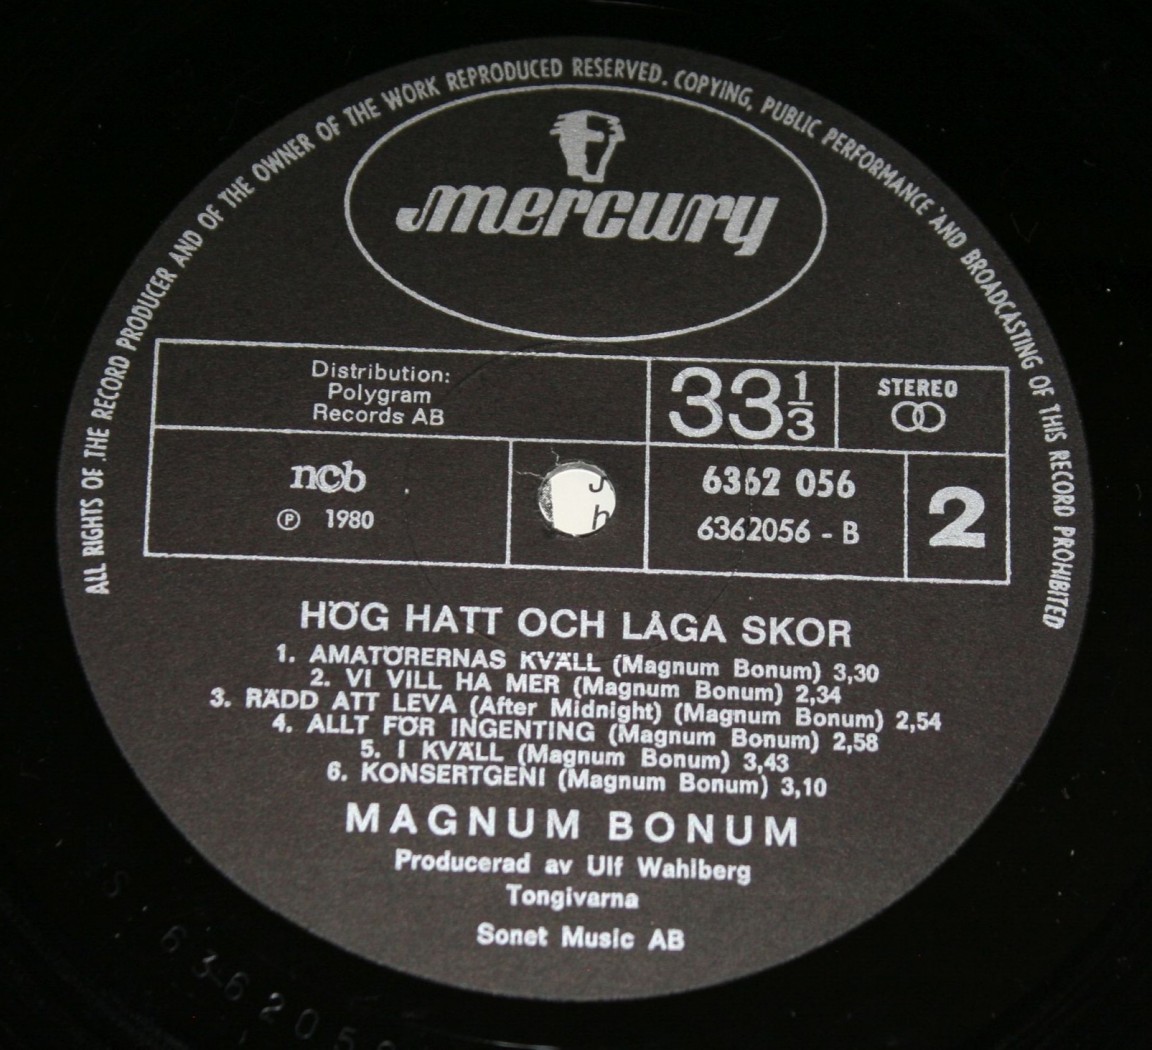 ALL RIGHTS OF THE RECORD PRODUCER AND OF THE OWNER OF THE WORK REPRODUCED RESERVED. COPYING, PUBLIC PERFORMANCE AND BROADCASTING OF THIS RECORD PROHIBITED
mercury
Distribution:
Polygram
Records AB
33 1/3
STEREO
ncb
℗ 1980
6362 056
6362056 - B
2
HÖG HATT OCH LÅGA SKOR
1. AMATÖRERNAS KVÄLL (Magnum Bonum) 3,30
2. VI VILL HA MER (Magnum Bonum) 2,34
3. RÄDD ATT LEVA (After Midnight) (Magnum Bonum) 2,54
4. ALLT FÖR INGENTING (Magnum Bonum) 2,58
5. I KVÄLL (Magnum Bonum) 3,43
6. KONSERTGENI (Magnum Bonum) 3,10
MAGNUM BONUM
Producerad av Ulf Wahlberg
Tongivarna
Sonet Music AB